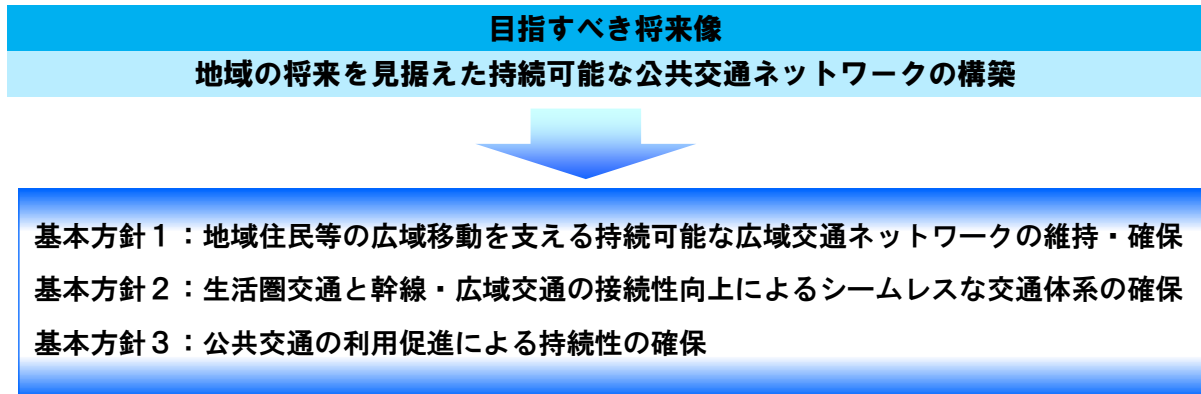 目指すべき将来像
地域の将来を見据えた持続可能な公共交通ネットワークの構築
基本方針１：地域住民等の広域移動を支える持続可能な広域交通ネットワークの維持・確保
基本方針２：生活圏交通と幹線・広域交通の接続性向上によるシームレスな交通体系の確保
基本方針３：公共交通の利用促進による持続性の確保